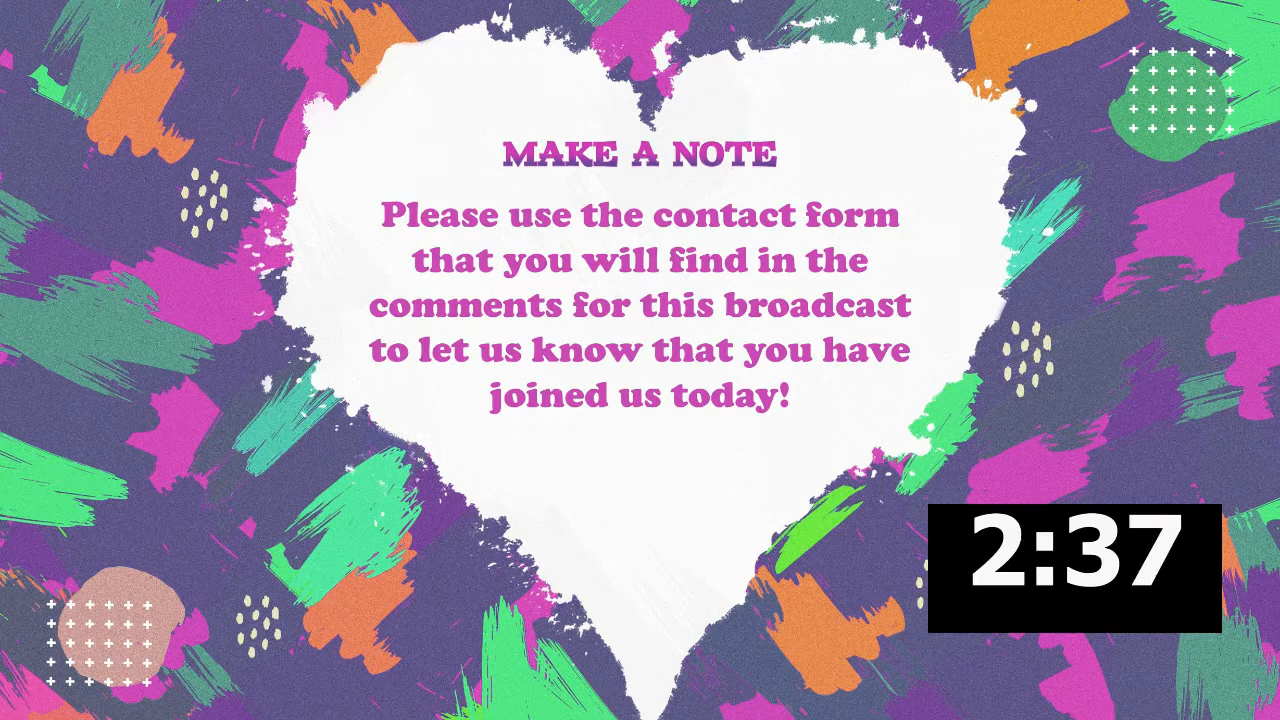 MAKE A NOTE
Please use the contact form
that you will find in the
comments for this broadcast
to let us know that you have
joined us today!
2:37